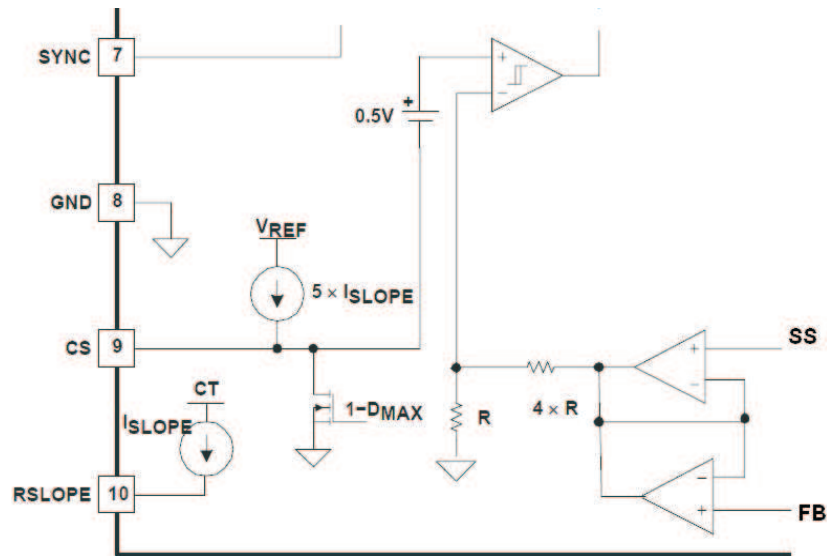 SYNC 7
0.5V
+
+
−
GND 8
VREF
5 × ISLOPE
CS 9
SS
+
−
CT
1−DMAX
R
4 × R
ISLOPE
RSLOPE 10
−
+
FB